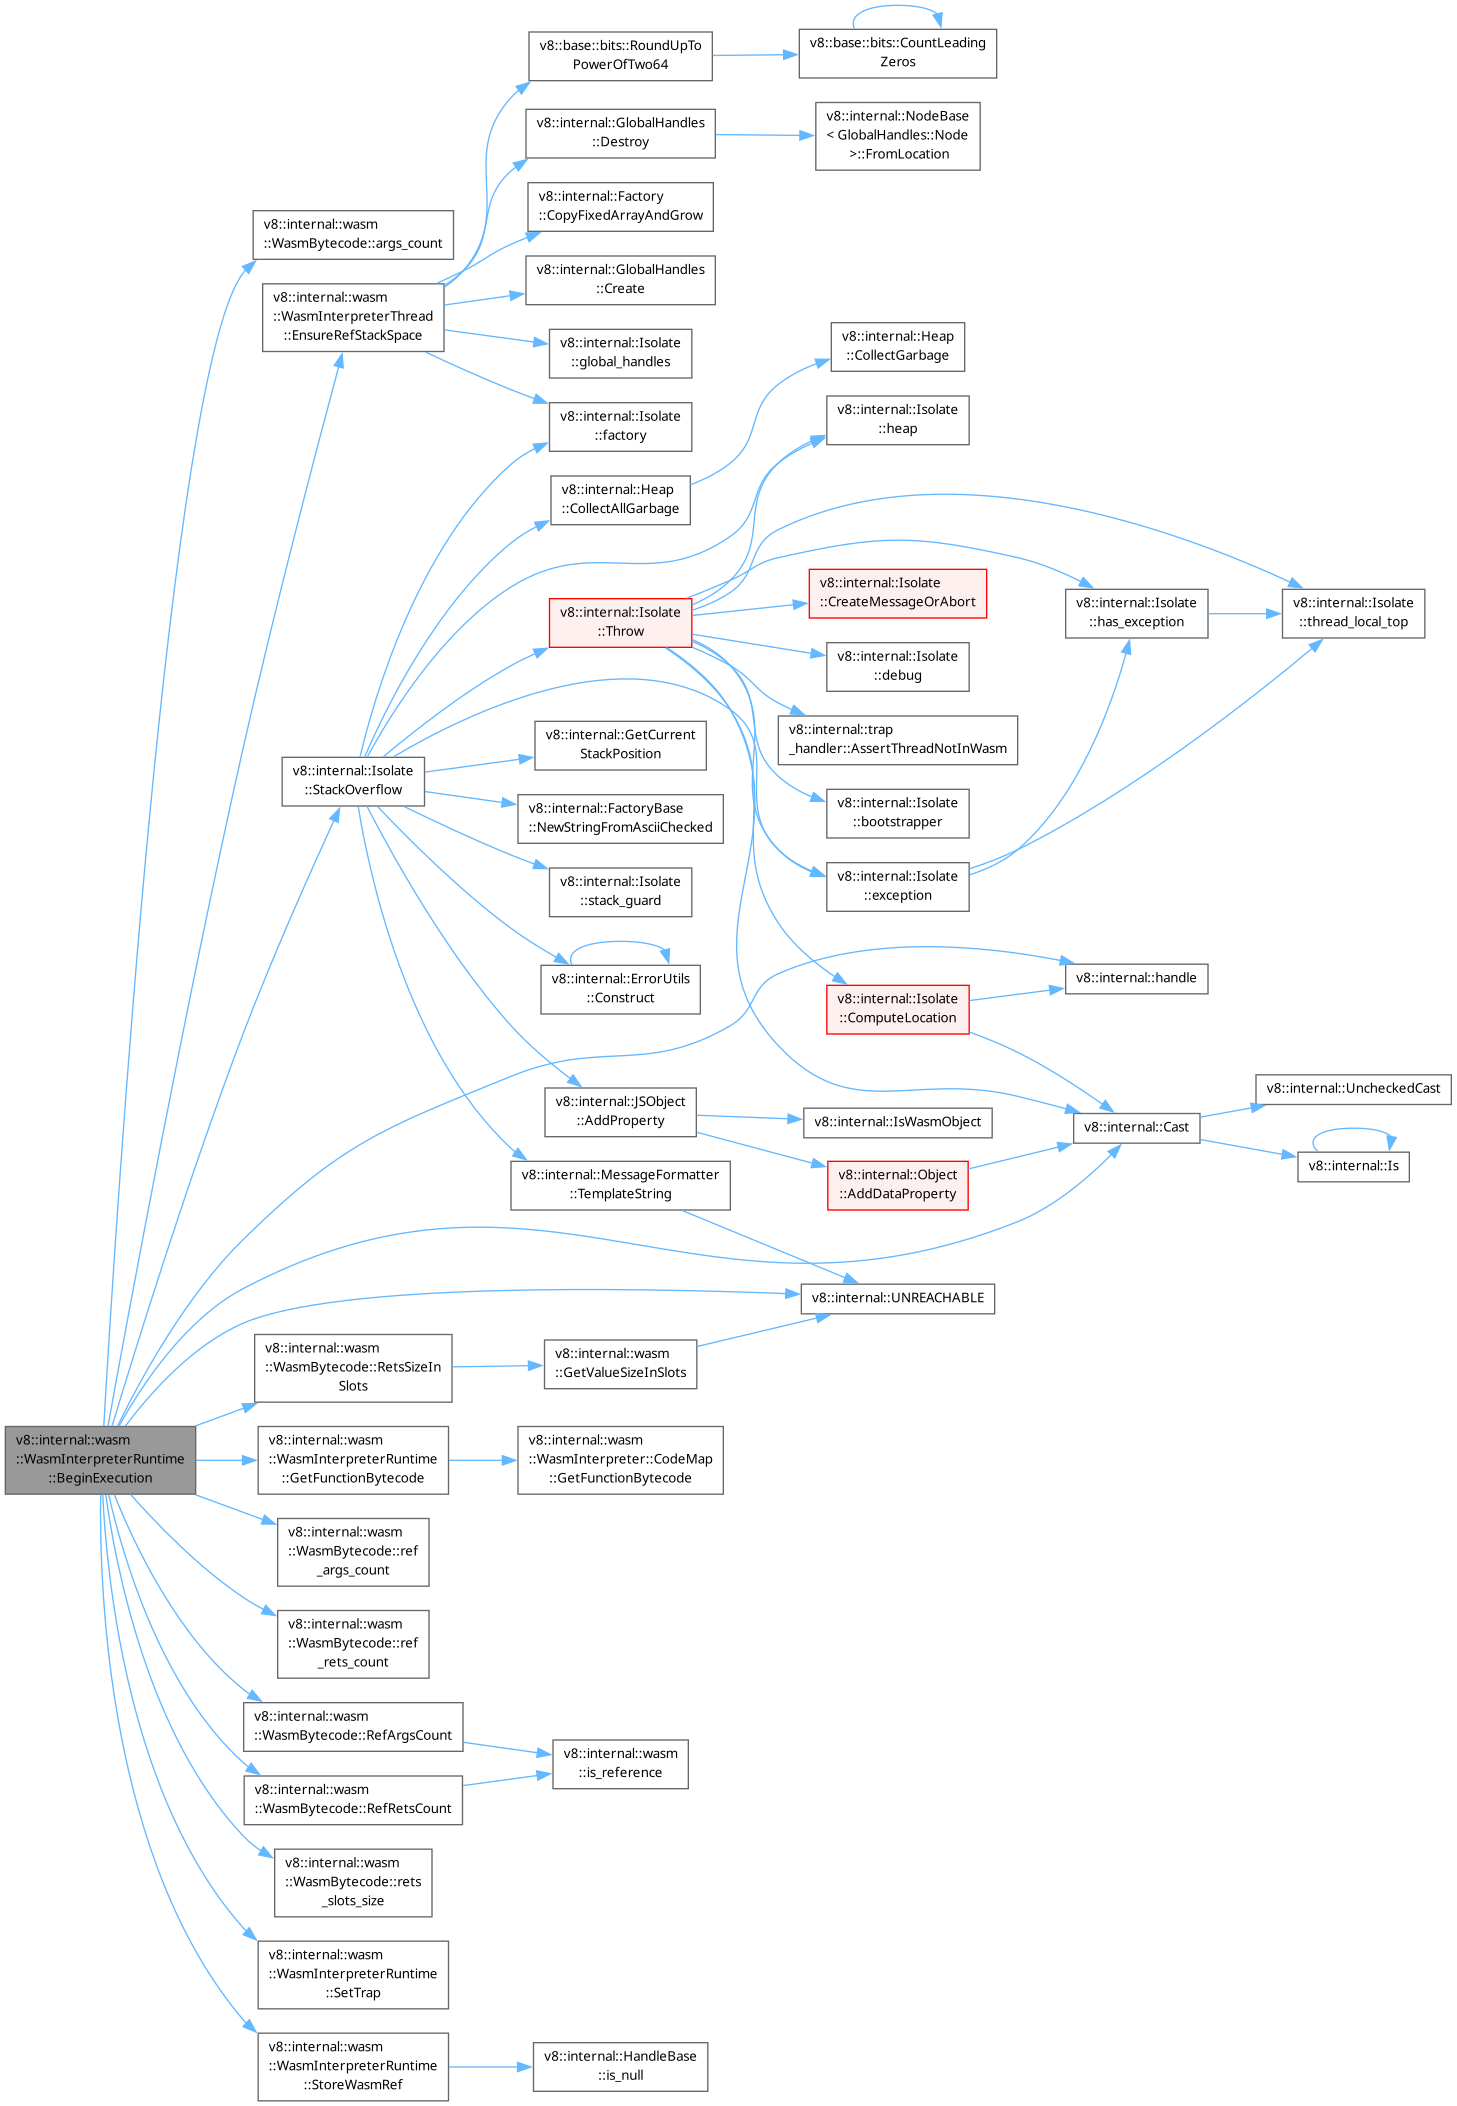 v8::base::bits::RoundUpTo
PowerOfTwo64
v8::base::bits::CountLeading
Zeros
v8::internal::GlobalHandles
::Destroy
v8::internal::NodeBase
< GlobalHandles::Node
>::FromLocation
v8::internal::Factory
::CopyFixedArrayAndGrow
v8::internal::wasm
::WasmBytecode::args_count
v8::internal::GlobalHandles
::Create
v8::internal::wasm
::WasmInterpreterThread
::EnsureRefStackSpace
v8::internal::Isolate
::global_handles
v8::internal::Heap
::CollectGarbage
v8::internal::Isolate
::factory
v8::internal::Isolate
::heap
v8::internal::Heap
::CollectAllGarbage
v8::internal::Isolate
::Throw
v8::internal::Isolate
::CreateMessageOrAbort
v8::internal::Isolate
::has_exception
v8::internal::Isolate
::thread_local_top
v8::internal::Isolate
::debug
v8::internal::GetCurrent
StackPosition
v8::internal::trap
_handler::AssertThreadNotInWasm
v8::internal::Isolate
::StackOverflow
v8::internal::FactoryBase
::NewStringFromAsciiChecked
v8::internal::Isolate
::bootstrapper
v8::internal::Isolate
::stack_guard
v8::internal::Isolate
::exception
v8::internal::ErrorUtils
::Construct
v8::internal::handle
v8::internal::Isolate
::ComputeLocation
v8::internal::JSObject
::AddProperty
v8::internal::IsWasmObject
v8::internal::Cast
v8::internal::UncheckedCast
v8::internal::Is
v8::internal::MessageFormatter
::TemplateString
v8::internal::Object
::AddDataProperty
v8::internal::UNREACHABLE
v8::internal::wasm
::WasmBytecode::RetsSizeIn
Slots
v8::internal::wasm
::GetValueSizeInSlots
v8::internal::wasm
::WasmInterpreterRuntime
::BeginExecution
v8::internal::wasm
::WasmInterpreterRuntime
::GetFunctionBytecode
v8::internal::wasm
::WasmInterpreter::CodeMap
::GetFunctionBytecode
v8::internal::wasm
::WasmBytecode::ref
_args_count
v8::internal::wasm
::WasmBytecode::ref
_rets_count
v8::internal::wasm
::WasmBytecode::RefArgsCount
v8::internal::wasm
::is_reference
v8::internal::wasm
::WasmBytecode::RefRetsCount
v8::internal::wasm
::WasmBytecode::rets
_slots_size
v8::internal::wasm
::WasmInterpreterRuntime
::SetTrap
v8::internal::wasm
::WasmInterpreterRuntime
::StoreWasmRef
v8::internal::HandleBase
::is_null